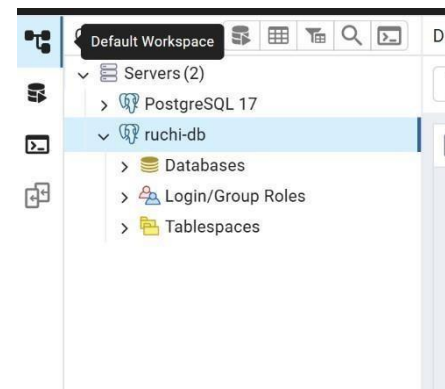 Default Workspace
D
Servers (2)
PostgreSQL 17
ruchi-db
Databases
Login/Group Roles
Tablespaces